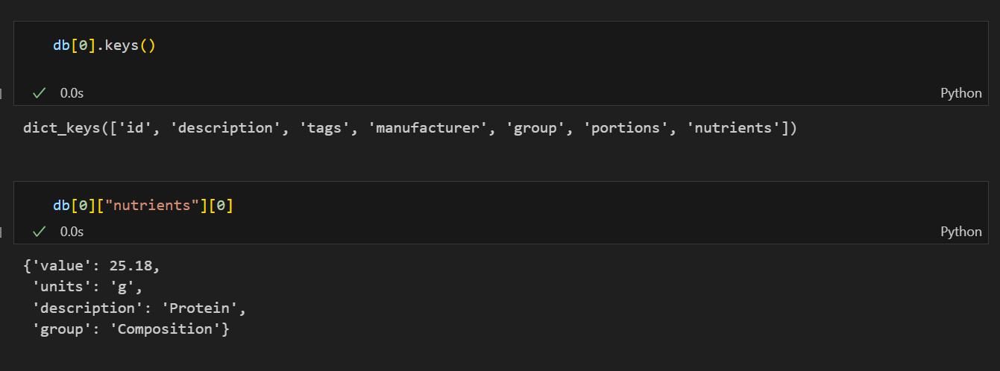 db[0].keys()
0.0s
Python
dict_keys(['id', 'description', 'tags', 'manufacturer', 'group', 'portions', 'nutrients'])
db[0]["nutrients"][0]
0.0s
Python
{'value': 25.18,
'units': 'g',
'description': 'Protein',
'group': 'Composition'}